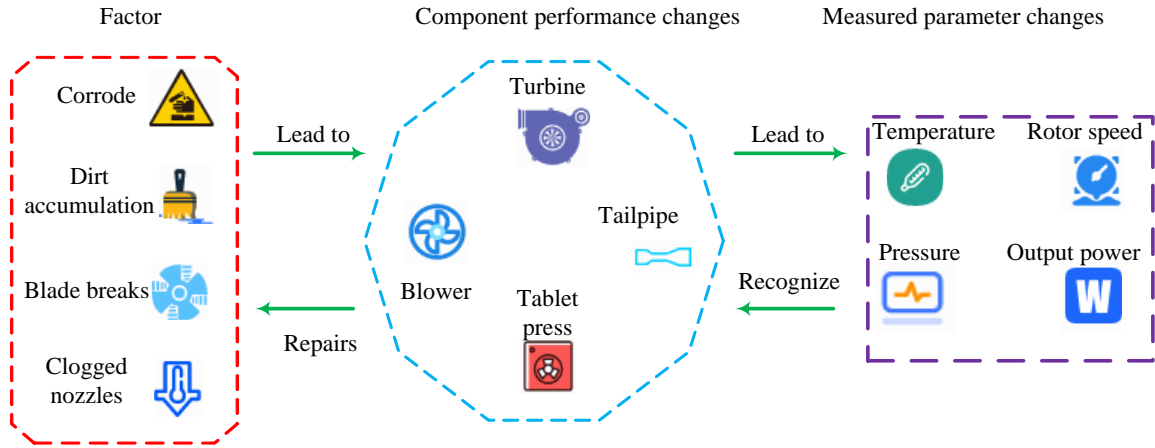 Factor
Component performance changes
Measured parameter changes
Corrode
Dirt
accumulation
Blade breaks
Clogged
nozzles
Lead to
Repairs
Turbine
Tailpipe
Blower
Tablet
press
Lead to
Recognize
Temperature
Rotor speed
Pressure
Output power
W